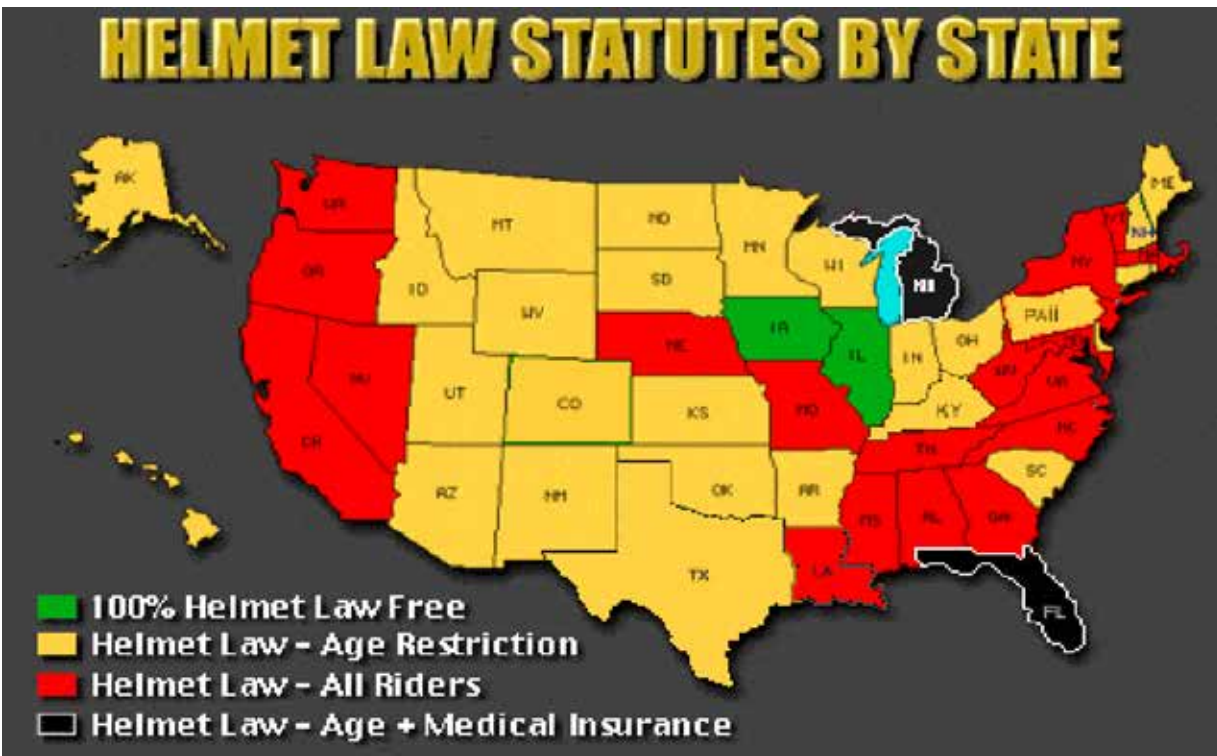 HELMET LAW STATUTES BY STATE
AK
WA
MT
ND
MN
ME
VT
NH
OR
ID
SD
WI
MI
NY
WY
NE
IA
IL
IN
OH
PAII
NV
UT
CO
KS
MO
KY
WV
VA
CA
AZ
NM
OK
AR
TN
NC
SC
TX
LA
MS
AL
GA
FL
100% Helmet Law Free
Helmet Law - Age Restriction
Helmet Law - All Riders
Helmet Law - Age + Medical Insurance